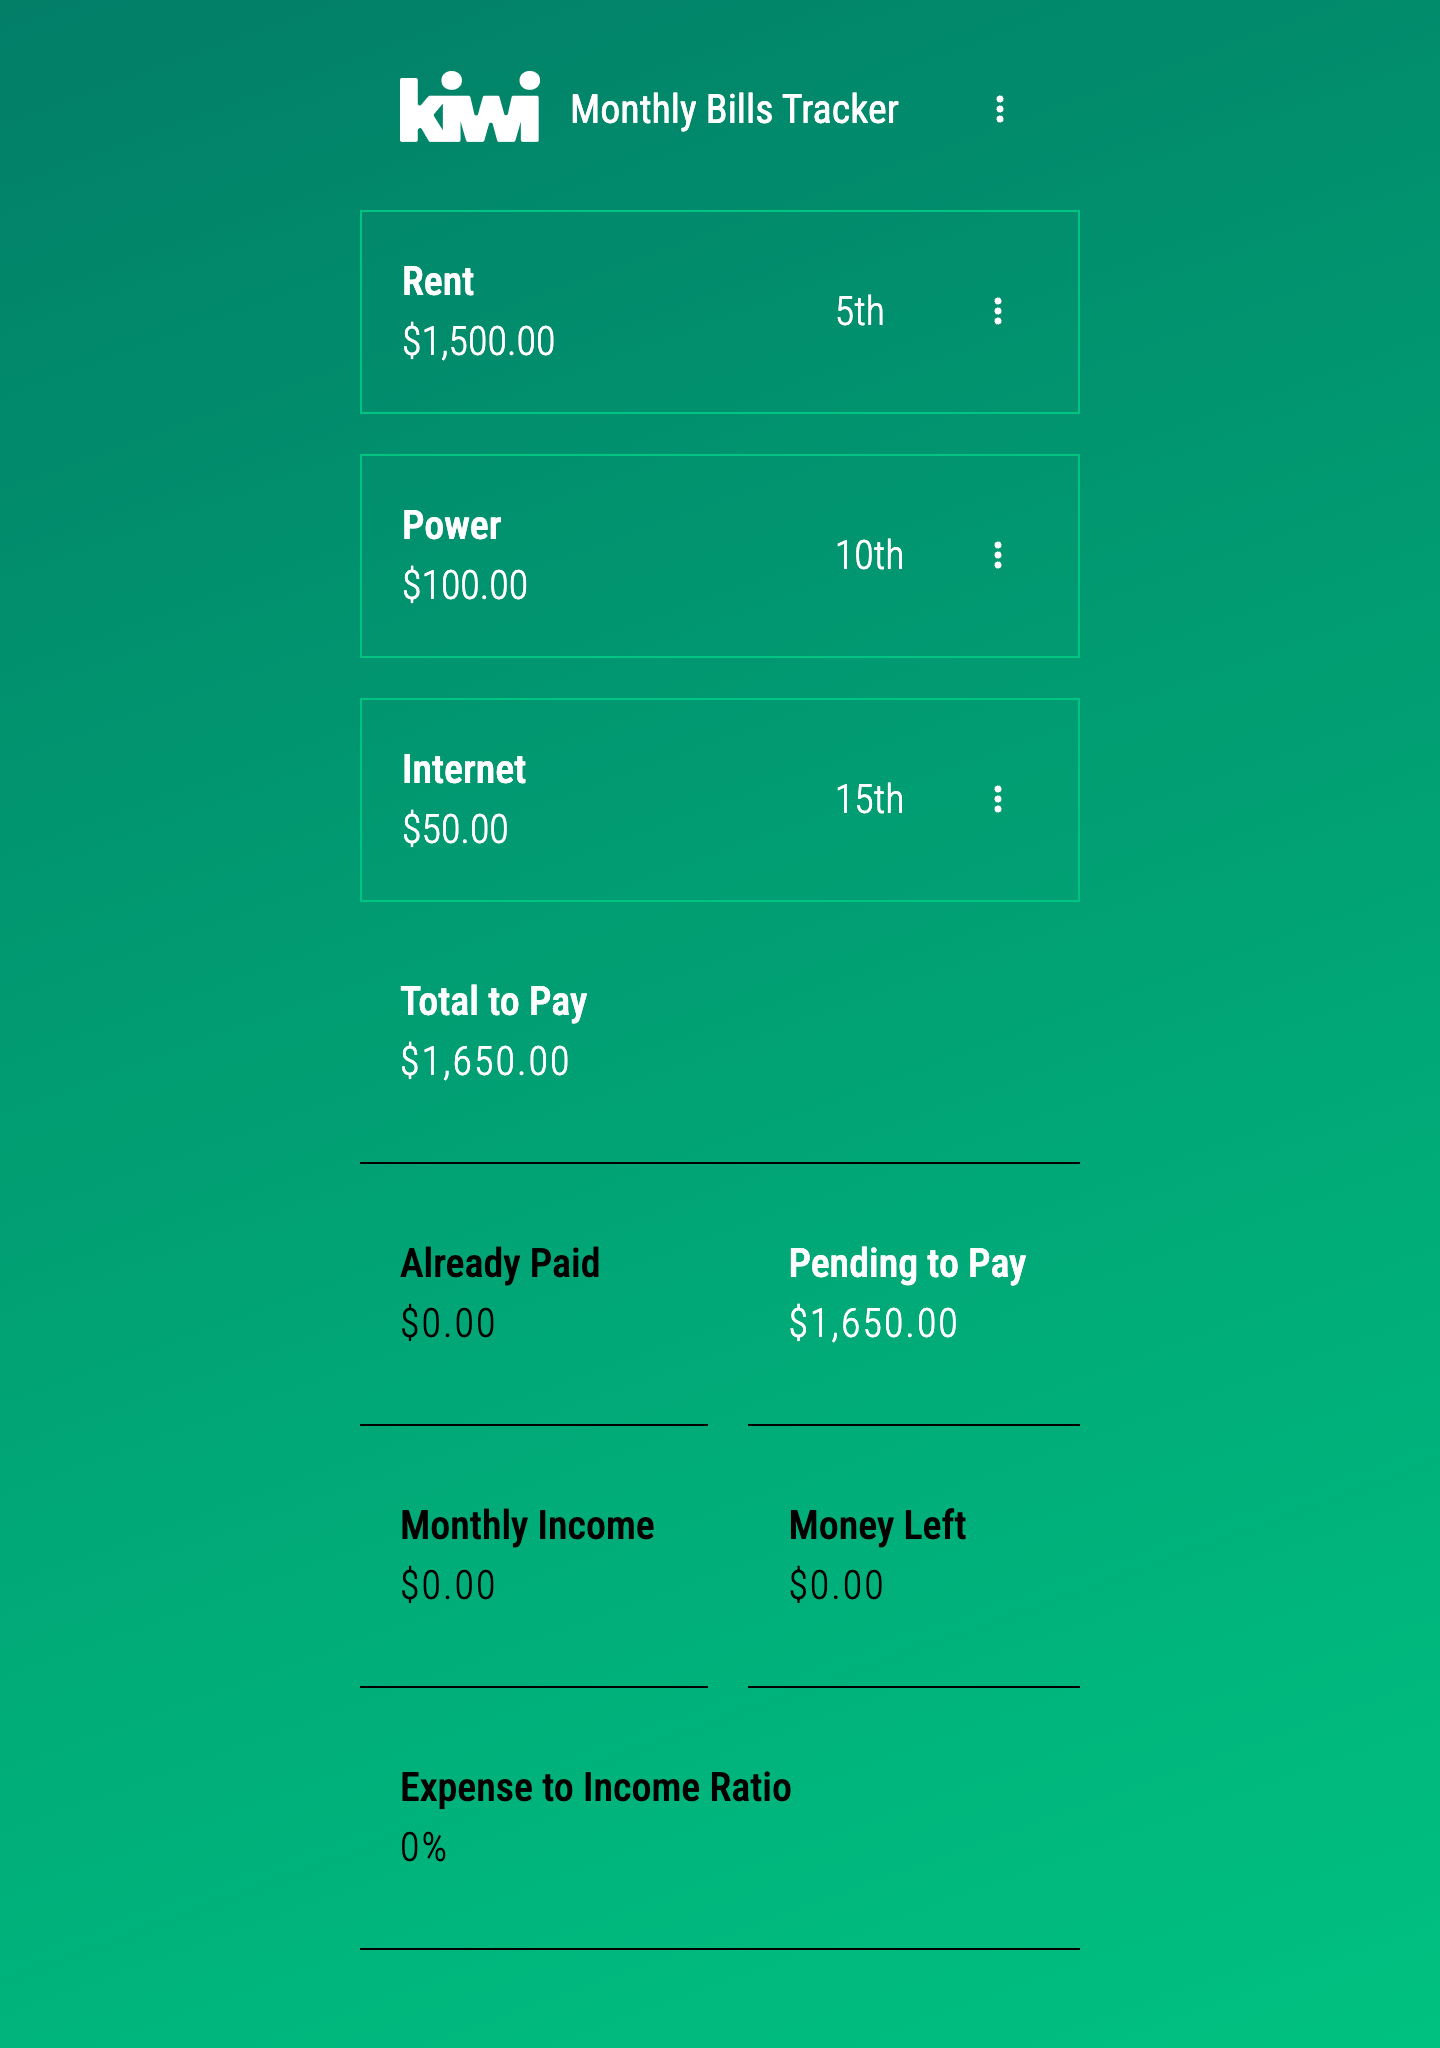 kiwi Monthly Bills Tracker
Rent
$1,500.00
5th
Power
$100.00
10th
Internet
$50.00
15th
Total to Pay
$1,650.00
Already Paid
$0.00
Pending to Pay
$1,650.00
Monthly Income
$0.00
Money Left
$0.00
Expense to Income Ratio
0%